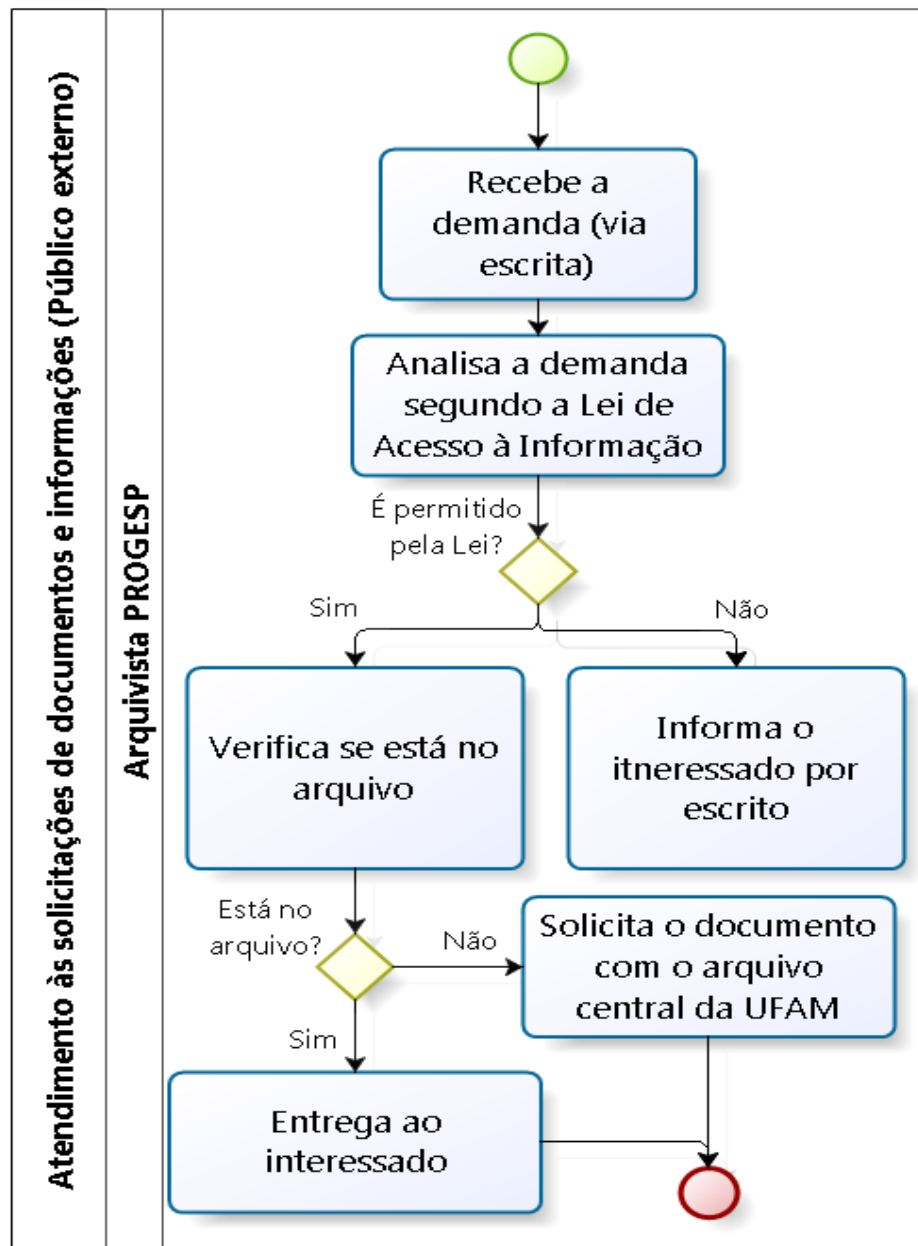 Atendimento às solicitações de documentos e informações (Público externo)
Arquivista PROGESP
Recebe a
demanda (via
escrita)
Analisa a demanda
segundo a Lei de
Acesso à Informação
É permitido
pela Lei?
Sim
Não
Verifica se está no
arquivo
Informa o
itneressado por
escrito
Está no
arquivo?
Não
Solicita o documento
com o arquivo
central da UFAM
Sim
Entrega ao
interessado